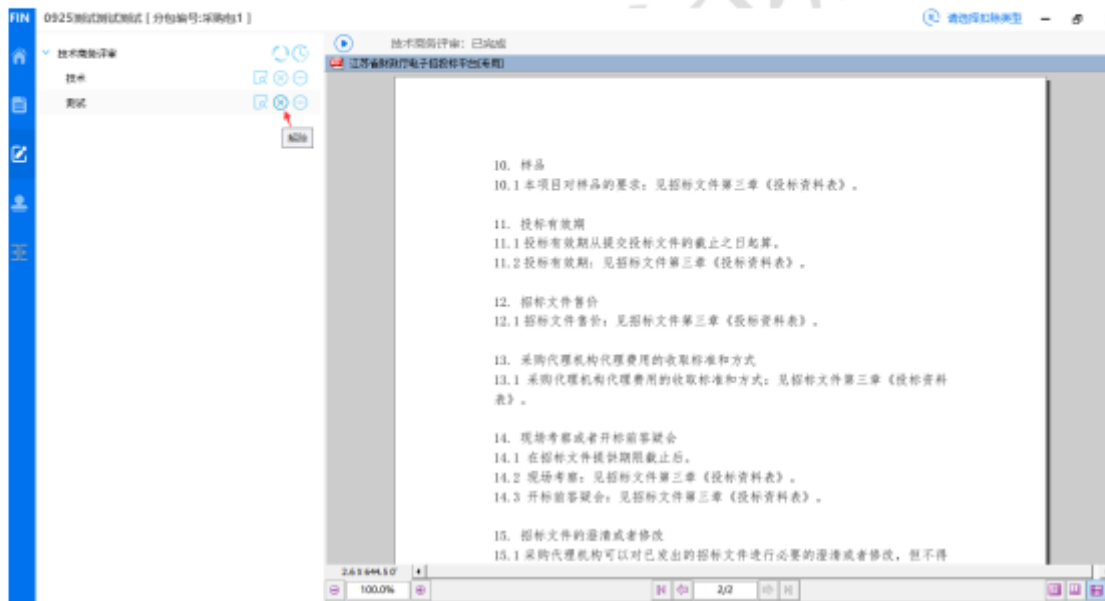 FIN 0925测试测试测试 [ 分包编号:采购包1 ]
请选择扣除类型
技术商务评审
技术商务评审：已完成
江苏省财政厅电子招投标平台(专用)
技术
测试
解除
10. 样品
10.1 本项目对样品的要求：见招标文件第三章《投标资料表》。
11. 投标有效期
11.1 投标有效期从提交投标文件的截止之日起算。
11.2 投标有效期：见招标文件第三章《投标资料表》。
12. 招标文件售价
12.1 招标文件售价：见招标文件第三章《投标资料表》。
13. 采购代理机构代理费用的收取标准和方式
13.1 采购代理机构代理费用的收取标准和方式：见招标文件第三章《投标资料
表》。
14. 现场考察或者开标前答疑会
14.1 在招标文件提供期限截止后。
14.2 现场考察：见招标文件第三章《投标资料表》。
14.3 开标前答疑会：见招标文件第三章《投标资料表》。
15. 招标文件的澄清或者修改
15.1 采购代理机构可以对已发出的招标文件进行必要的澄清或者修改，但不得
100.0%
2/2